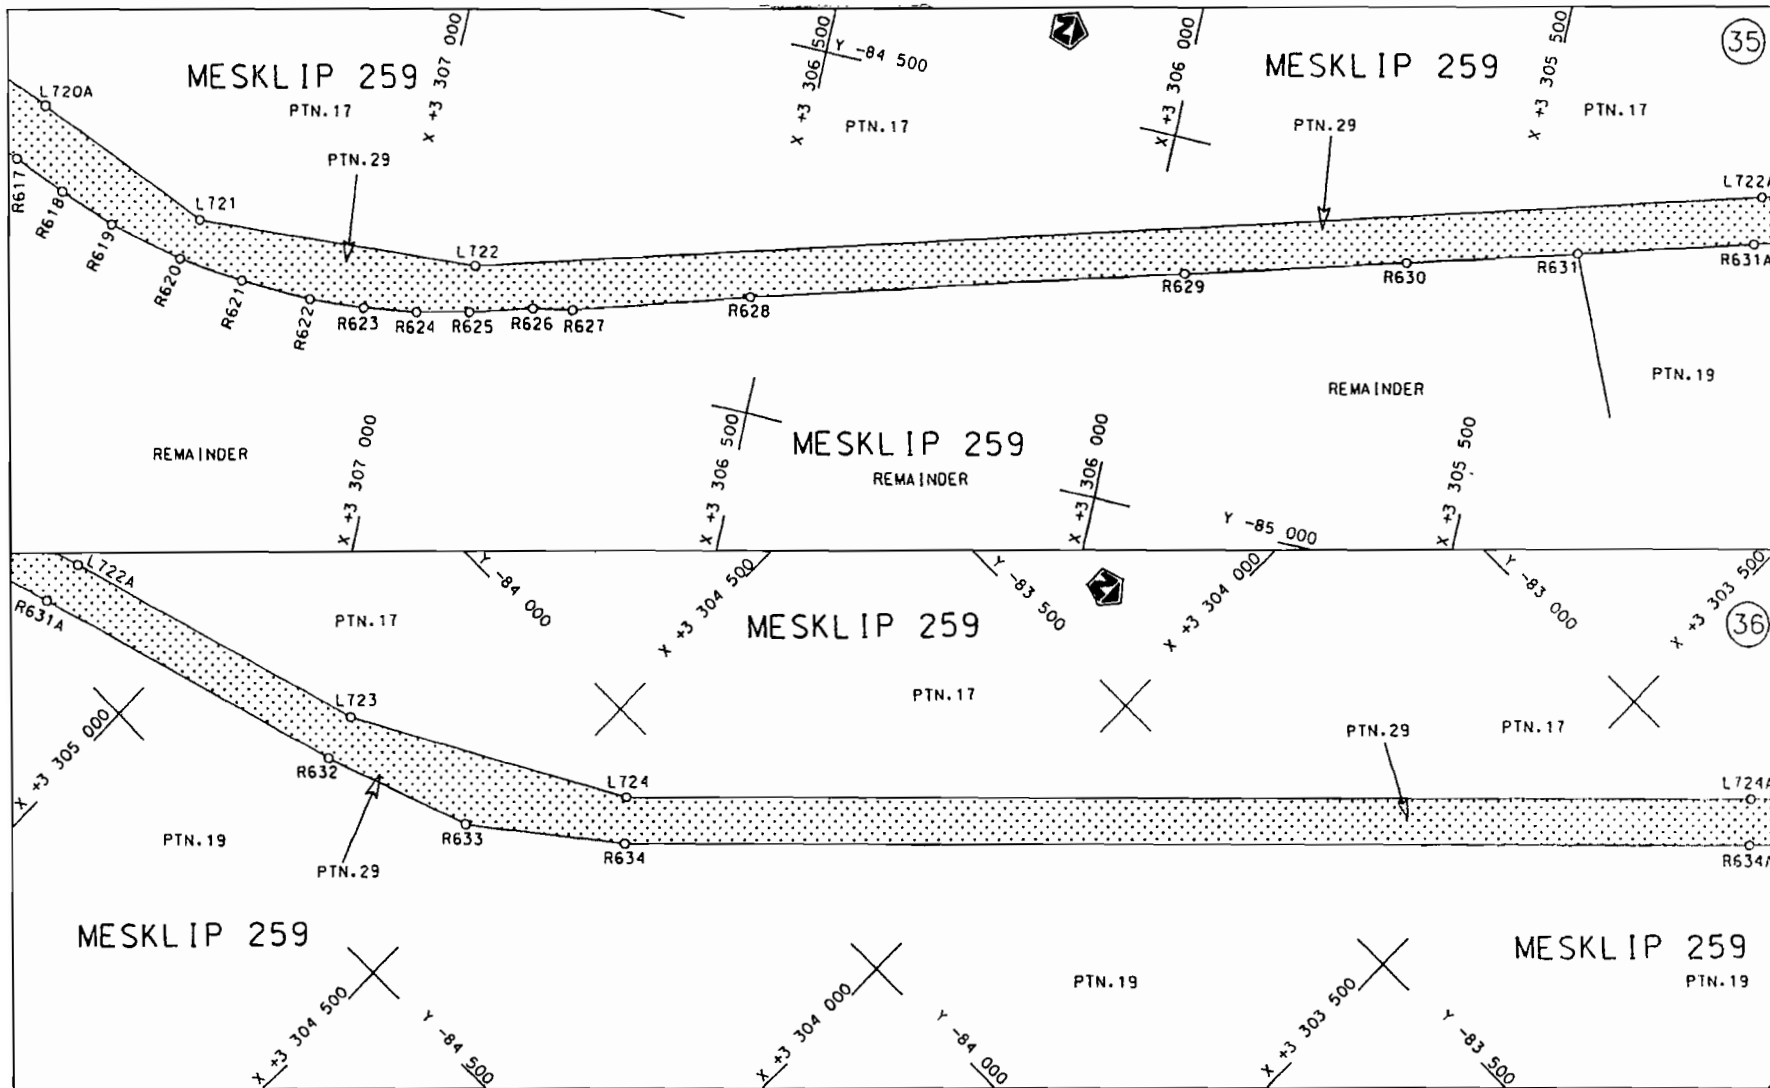 X +3 307 000
X +3 306 500
Y -84 500
N
X +3 306 000
X +3 305 500
35
MESKLIP 259
MESKLIP 259
L720A
PTN.17
PTN.17
PTN.29
PTN.17
PTN.29
R617
R618
R619
L721
L722A
R620
R621
R622
L722
R623
R624
R625
R626
R627
R628
R629
R630
R631
R631A
REMAINDER
PTN.19
REMAINDER
X +3 307 000
X +3 306 500
MESKLIP 259
REMAINDER
X +3 306 000
Y -85 000
X +3 305 500
L722A
R631A
PTN.17
Y -84 000
X +3 304 500
N
MESKLIP 259
Y -83 500
X +3 304 000
Y -83 000
X +3 303 500
36
L723
PTN.17
PTN.29
PTN.17
X +3 305 000
R632
L724
L724A
PTN.19
PTN.29
R633
R634
R634A
MESKLIP 259
MESKLIP 259
PTN.19
PTN.19
X +3 304 500
Y -84 500
X +3 304 000
Y -84 000
X +3 303 500
Y -83 500